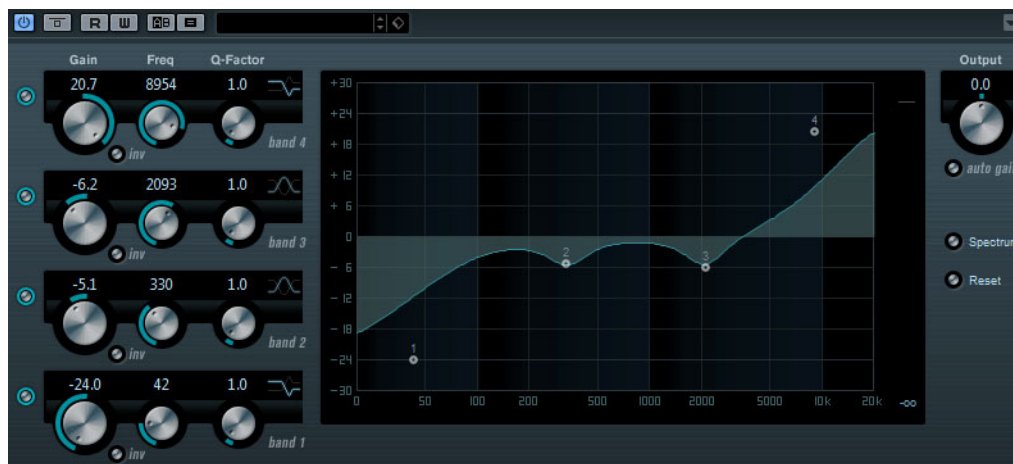 R W A B
Gain Freq Q-Factor Output
20.7 8954 1.0 0.0
inv band 4
-6.2 2093 1.0
inv band 3
-5.1 330 1.0
inv band 2
-24.0 42 1.0
inv band 1
+30
+24
+ 18
+ 12
+ 6
0
- 6
- 12
- 18
- 24
- 30
1 2 3 4
0 50 100 200 500 1000 2000 5000 10k 20k -∞
auto gai
Spectrum
Reset